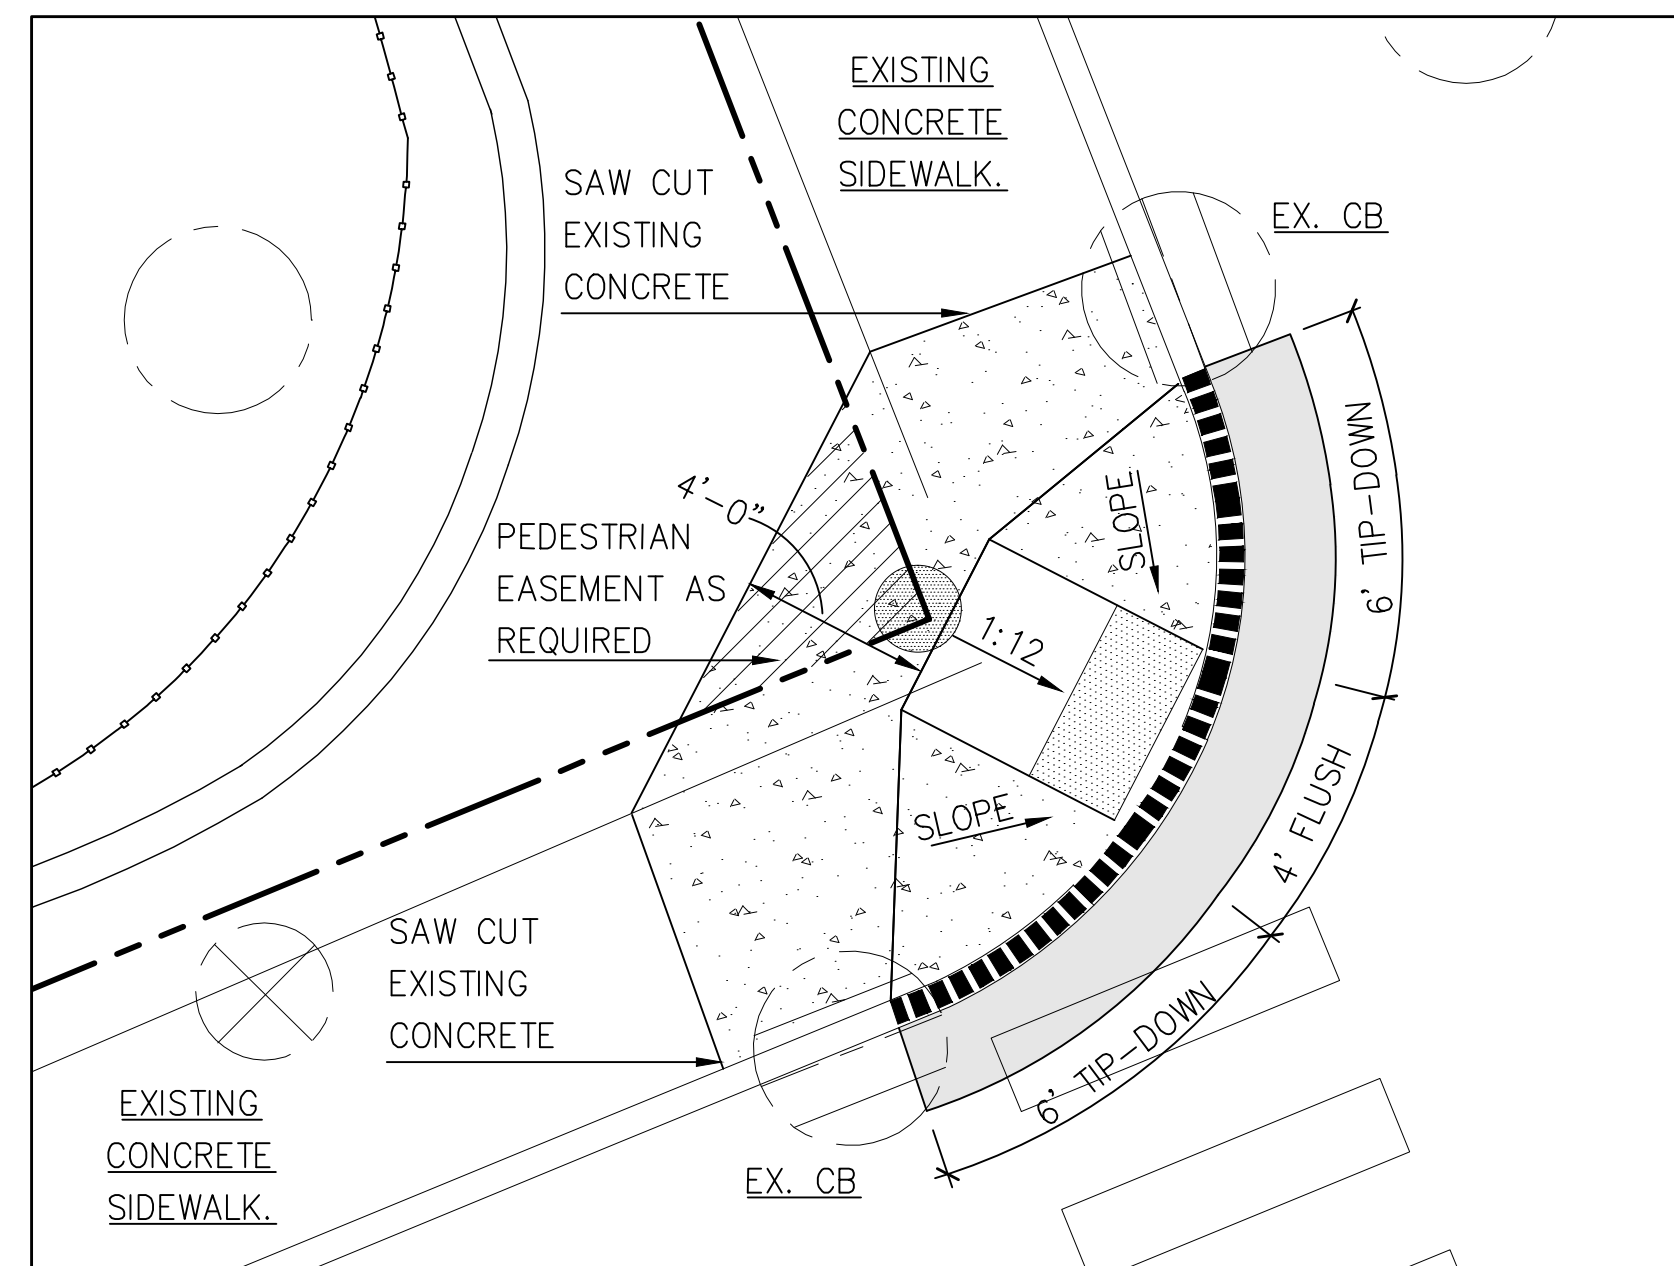 EXISTING
CONCRETE
SIDEWALK.
SAW CUT
EXISTING
CONCRETE
EX. CB
6' TIP-DOWN
SLOPE
4'-0"
PEDESTRIAN
EASEMENT AS
REQUIRED
1:12
4' FLUSH
SLOPE
SAW CUT
EXISTING
CONCRETE
6' TIP-DOWN
EXISTING
CONCRETE
SIDEWALK.
EX. CB